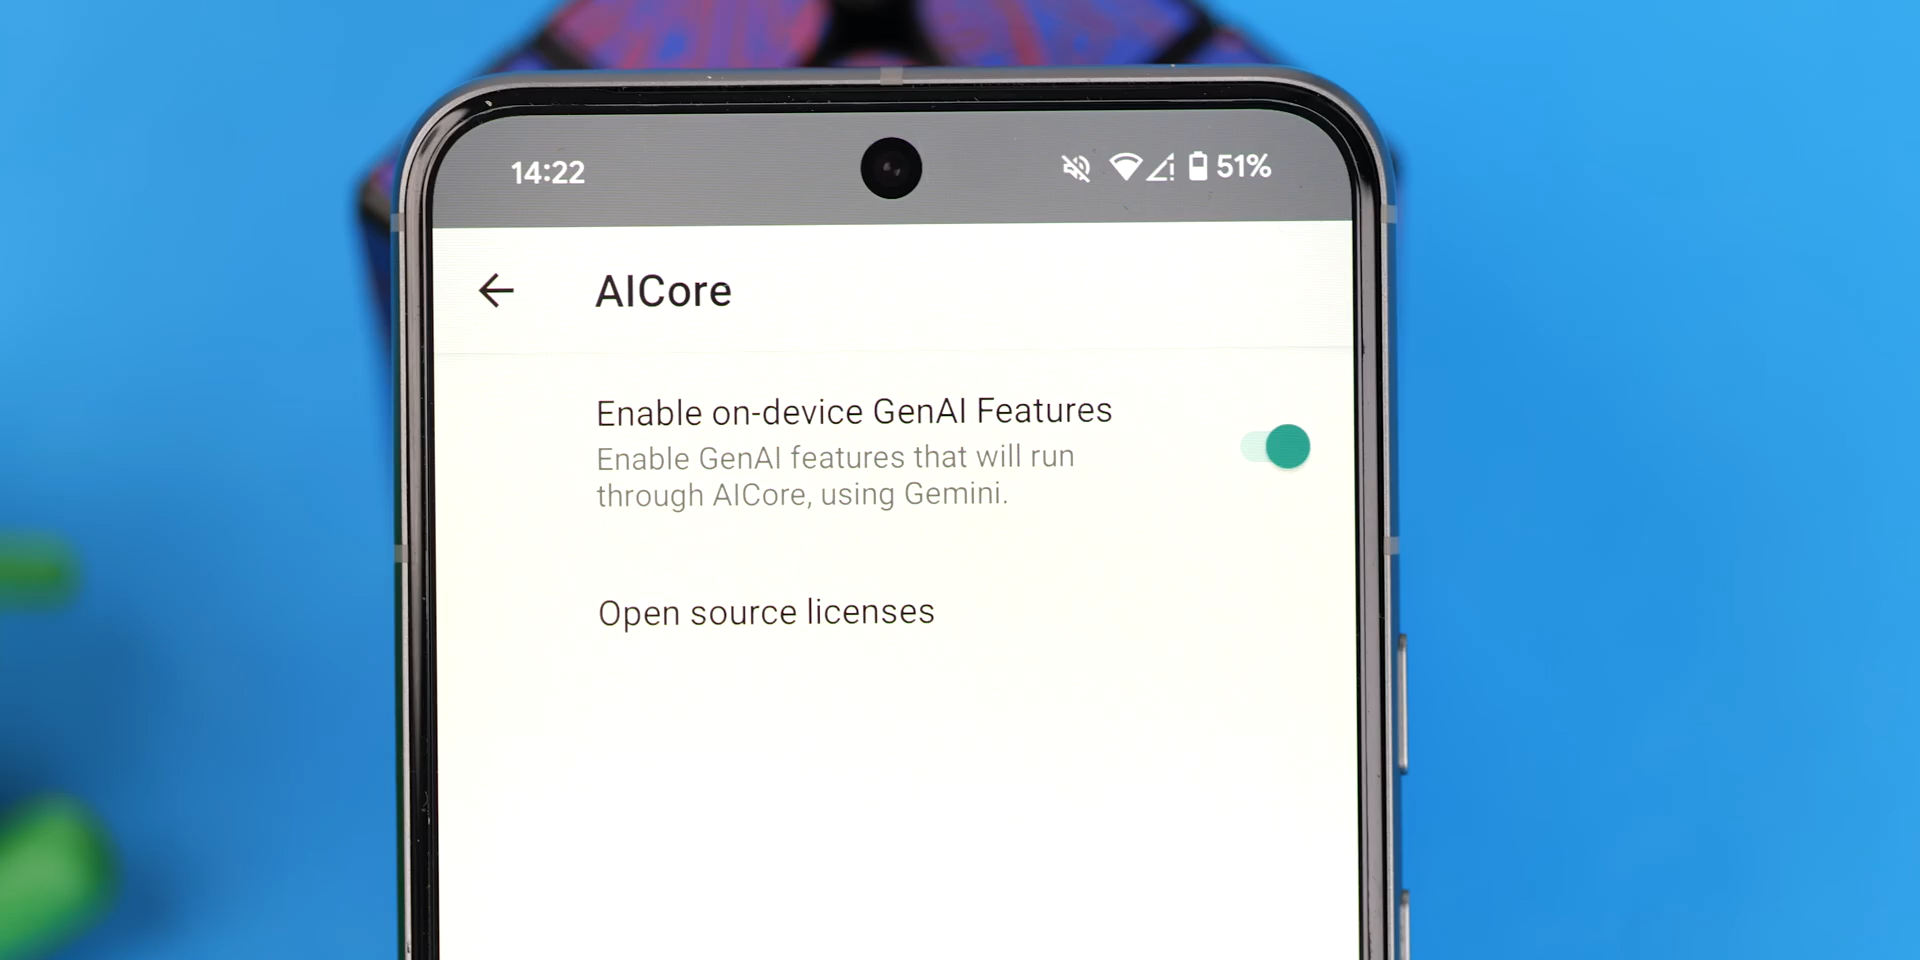 14:22
51%
AICore
Enable on-device GenAI Features
Enable GenAI features that will run
through AICore, using Gemini.
Open source licenses